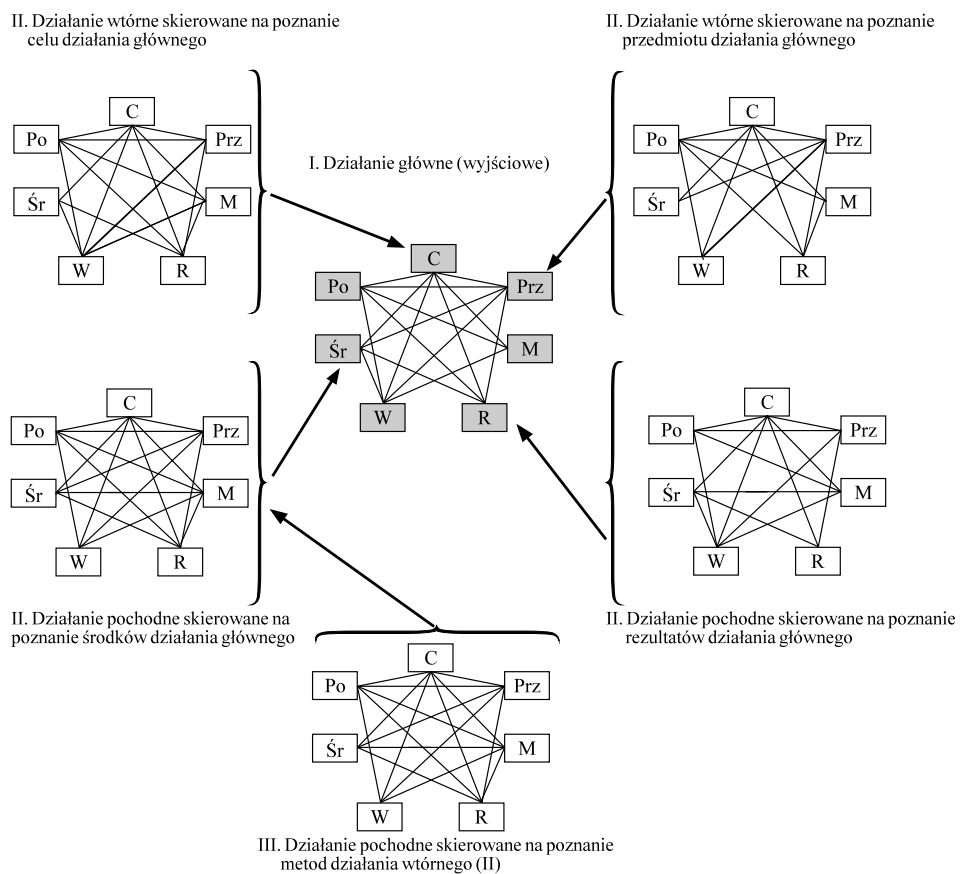 II. Działanie wtórne skierowane na poznanie
celu działania głównego
II. Działanie wtórne skierowane na poznanie
przedmiotu działania głównego
C
Po
Prz
Śr
M
W
R
I. Działanie główne (wyjściowe)
C
Po
Prz
Śr
M
W
R
C
Po
Prz
Śr
M
W
R
C
Po
Prz
Śr
M
W
R
C
Po
Prz
Śr
M
W
R
II. Działanie pochodne skierowane na
poznanie środków działania głównego
II. Działanie pochodne skierowane na poznanie
rezultatów działania głównego
C
Po
Prz
Śr
M
W
R
III. Działanie pochodne skierowane na poznanie
metod działania wtórnego (II)